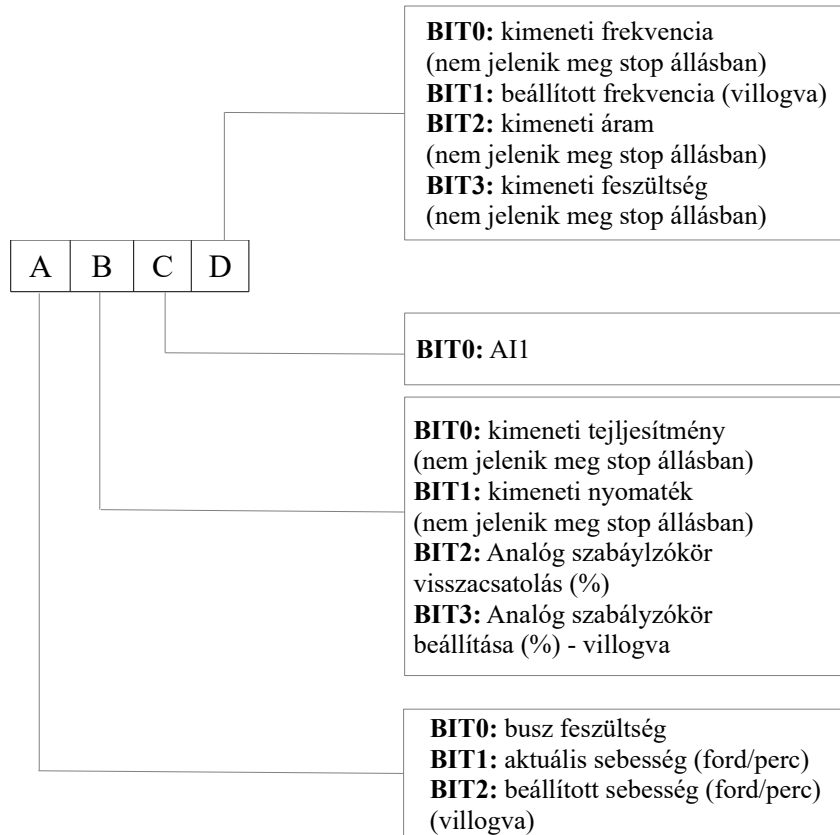 BIT0: kimeneti frekvencia
(nem jelenik meg stop állásban)
BIT1: beállított frekvencia (villogva)
BIT2: kimeneti áram
(nem jelenik meg stop állásban)
BIT3: kimeneti feszültség
(nem jelenik meg stop állásban)
A B C D
BIT0: AI1
BIT0: kimeneti tejljesítmény
(nem jelenik meg stop állásban)
BIT1: kimeneti nyomaték
(nem jelenik meg stop állásban)
BIT2: Analóg szabáylzókör
visszacsatolás (%)
BIT3: Analóg szabályzókör
beállítása (%) - villogva
BIT0: busz feszültség
BIT1: aktuális sebesség (ford/perc)
BIT2: beállított sebesség (ford/perc)
(villogva)